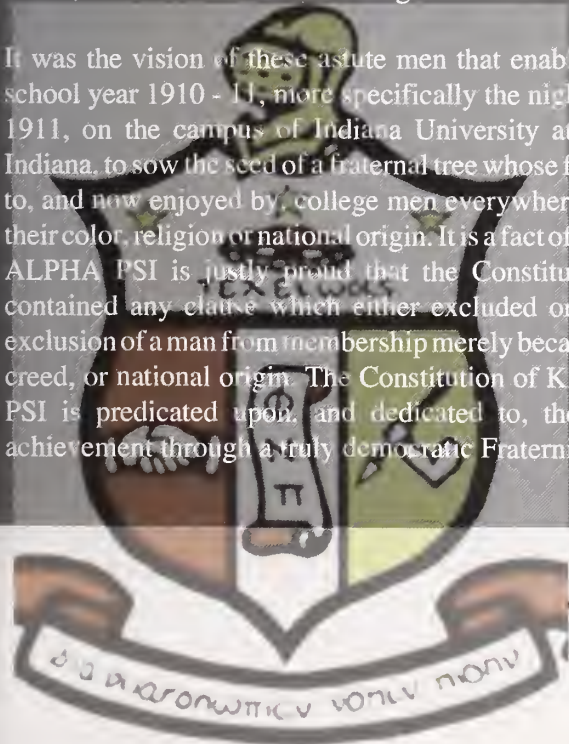 It was the vision of these astute men that enabl
school year 1910 - 11, more specifically the nigh
1911, on the campus of Indiana University at
Indiana, to sow the seed of a fraternal tree whose f
to, and now enjoyed by, college men everywher
their color, religion or national origin. It is a fact of
ALPHA PSI is justly proud that the Constitu
contained any clause which either excluded or
exclusion of a man from membership merely beca
creed, or national origin. The Constitution of K
PSI is predicated upon, and dedicated to, the
achievement through a truly democratic Fraterni
Φ
Ν
Π